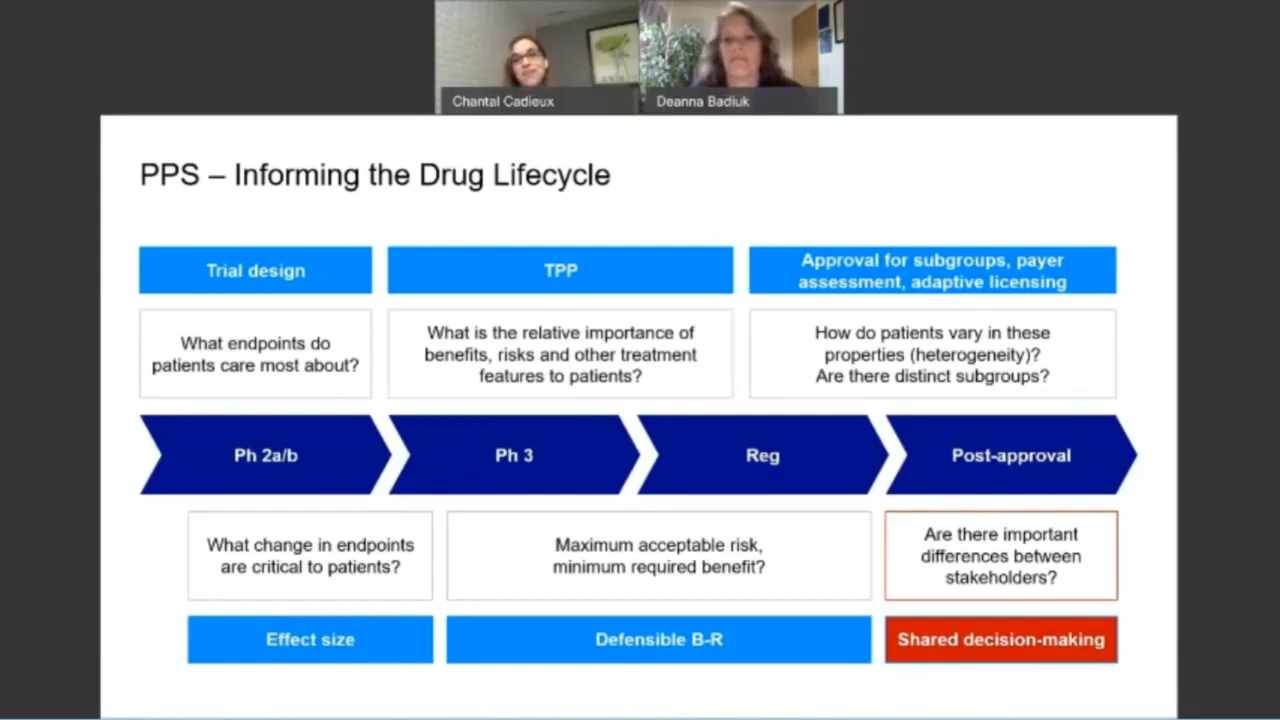 Chantal Cadieux
Deanna Badiuk
PPS – Informing the Drug Lifecycle
Trial design
TPP
Approval for subgroups, payer
assessment, adaptive licensing
What endpoints do
patients care most about?
What is the relative importance of
benefits, risks and other treatment
features to patients?
How do patients vary in these
properties (heterogeneity)?
Are there distinct subgroups?
Ph 2a/b
Ph 3
Reg
Post-approval
What change in endpoints
are critical to patients?
Maximum acceptable risk,
minimum required benefit?
Are there important
differences between
stakeholders?
Effect size
Defensible B-R
Shared decision-making